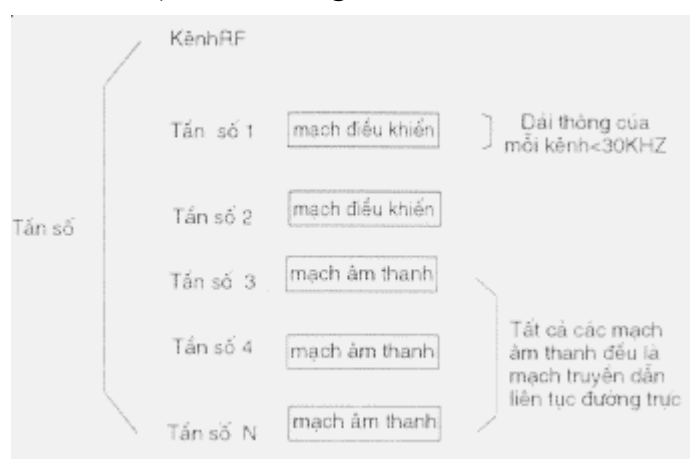 KênhRF
Tần số 1
mạch điều khiển
Dải thông của
mỗi kênh<30KHZ
Tần số 2
mạch điều khiển
Tần số
Tần số 3
mạch âm thanh
Tần số 4
mạch âm thanh
Tất cả các mạch
âm thanh đều là
mạch truyền dẫn
liên tục đường trực
Tần số N
mạch âm thanh